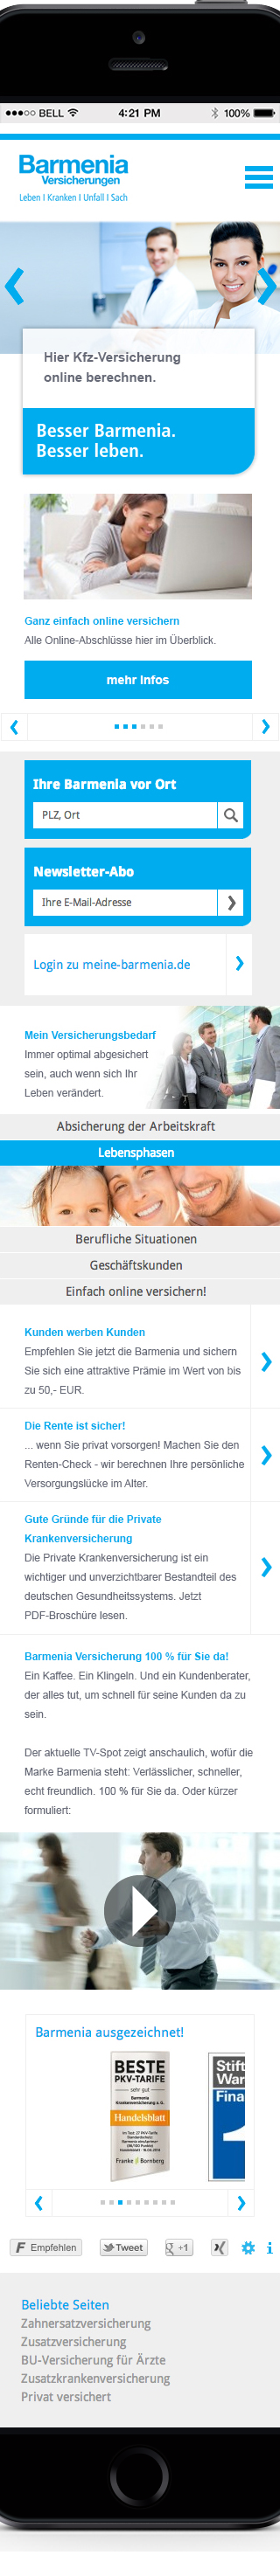 BELL 4:21 PM 100%
Barmenia
Versicherungen
Leben | Kranken | Unfall | Sach
Hier Kfz-Versicherung
online berechnen.
Besser Barmenia.
Besser leben.
Ganz einfach online versichern
Alle Online-Abschlüsse hier im Überblick.
mehr Infos
Ihre Barmenia vor Ort
PLZ, Ort
Newsletter-Abo
Ihre E-Mail-Adresse
Login zu meine-barmenia.de
Mein Versicherungsbedarf
Immer optimal abgesichert
sein, auch wenn sich Ihr
Leben verändert.
Absicherung der Arbeitskraft
Lebensphasen
Berufliche Situationen
Geschäftskunden
Einfach online versichern!
Kunden werben Kunden
Empfehlen Sie jetzt die Barmenia und sichern
Sie sich eine attraktive Prämie im Wert von bis
zu 50,- EUR.
Die Rente ist sicher!
... wenn Sie privat vorsorgen! Machen Sie den
Renten-Check - wir berechnen Ihre persönliche
Versorgungslücke im Alter.
Gute Gründe für die Private
Krankenversicherung
Die Private Krankenversicherung ist ein
wichtiger und unverzichtbarer Bestandteil des
deutschen Gesundheitssystems. Jetzt
PDF-Broschüre lesen.
Barmenia Versicherung 100 % für Sie da!
Ein Kaffee. Ein Klingeln. Und ein Kundenberater,
der alles tut, um schnell für seine Kunden da zu
sein.
Der aktuelle TV-Spot zeigt anschaulich, wofür die
Marke Barmenia steht: Verlässlicher, schneller,
echt freundlich. 100 % für Sie da. Oder kürzer
formuliert:
Barmenia ausgezeichnet!
BESTE
PKV-TARIFE
sehr gut
Barmenia
Krankenversicherung a. G.
Handelsblatt
Franke Bornberg
Stift
War
Fina
F Empfehlen Tweet g +1
Beliebte Seiten
Zahnersatzversicherung
Zusatzversicherung
BU-Versicherung für Ärzte
Zusatzkrankenversicherung
Privat versichert